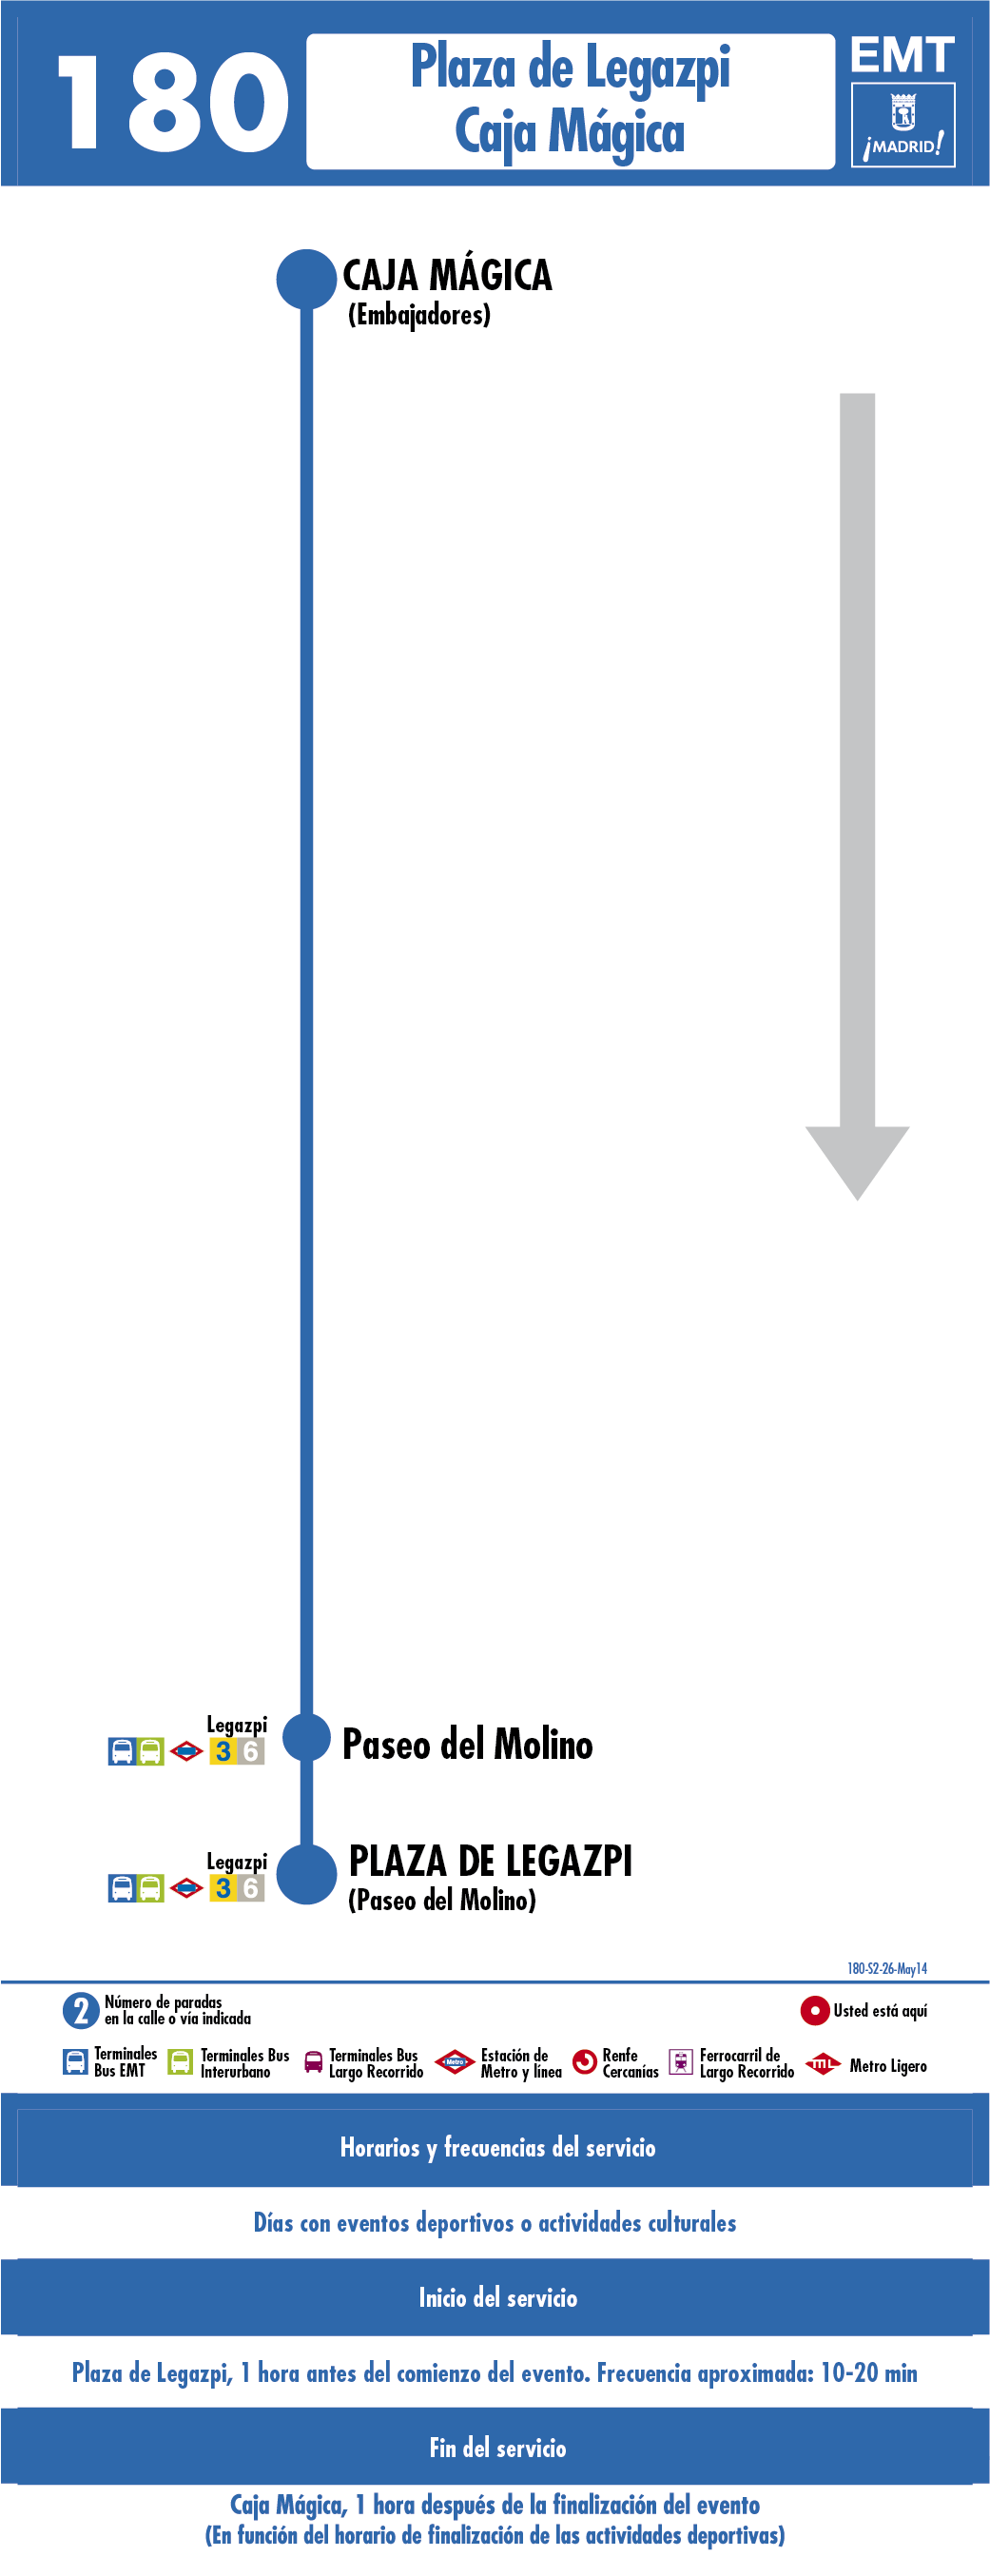 180
Plaza de Legazpi
Caja Mágica
EMT
¡MADRID!
CAJA MÁGICA
(Embajadores)
Legazpi
3 6
Paseo del Molino
Legazpi
3 6
PLAZA DE LEGAZPI
(Paseo del Molino)
180-S2-26-May14
2
Número de paradas
en la calle o vía indicada
Usted está aquí
Terminales
Bus EMT
Terminales Bus
Interurbano
Terminales Bus
Largo Recorrido
Metro
Estación de
Metro y línea
Renfe
Cercanías
Ferrocarril de
Largo Recorrido
ML
Metro Ligero
Horarios y frecuencias del servicio
Días con eventos deportivos o actividades culturales
Inicio del servicio
Plaza de Legazpi, 1 hora antes del comienzo del evento. Frecuencia aproximada: 10-20 min
Fin del servicio
Caja Mágica, 1 hora después de la finalización del evento
(En función del horario de finalización de las actividades deportivas)